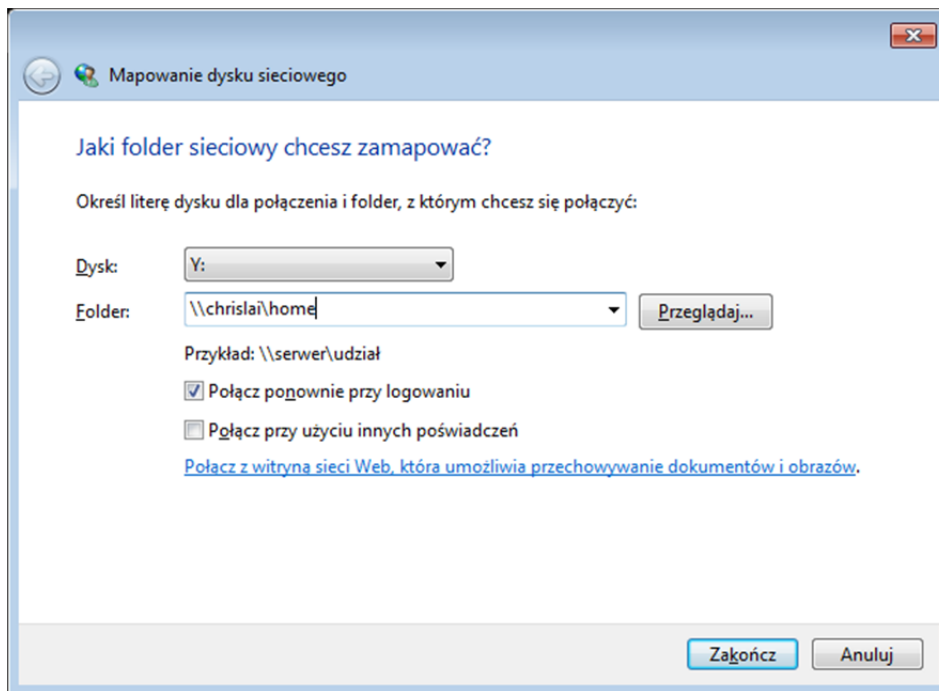 Mapowanie dysku sieciowego
Jaki folder sieciowy chcesz zamapować?
Określ literę dysku dla połączenia i folder, z którym chcesz się połączyć:
Dysk: Y:
Folder: \\chrislai\home Przeglądaj...
Przykład: \\serwer\udział
Połącz ponownie przy logowaniu
Połącz przy użyciu innych poświadczeń
Połącz z witryna sieci Web, która umożliwia przechowywanie dokumentów i obrazów.
Zakończ Anuluj